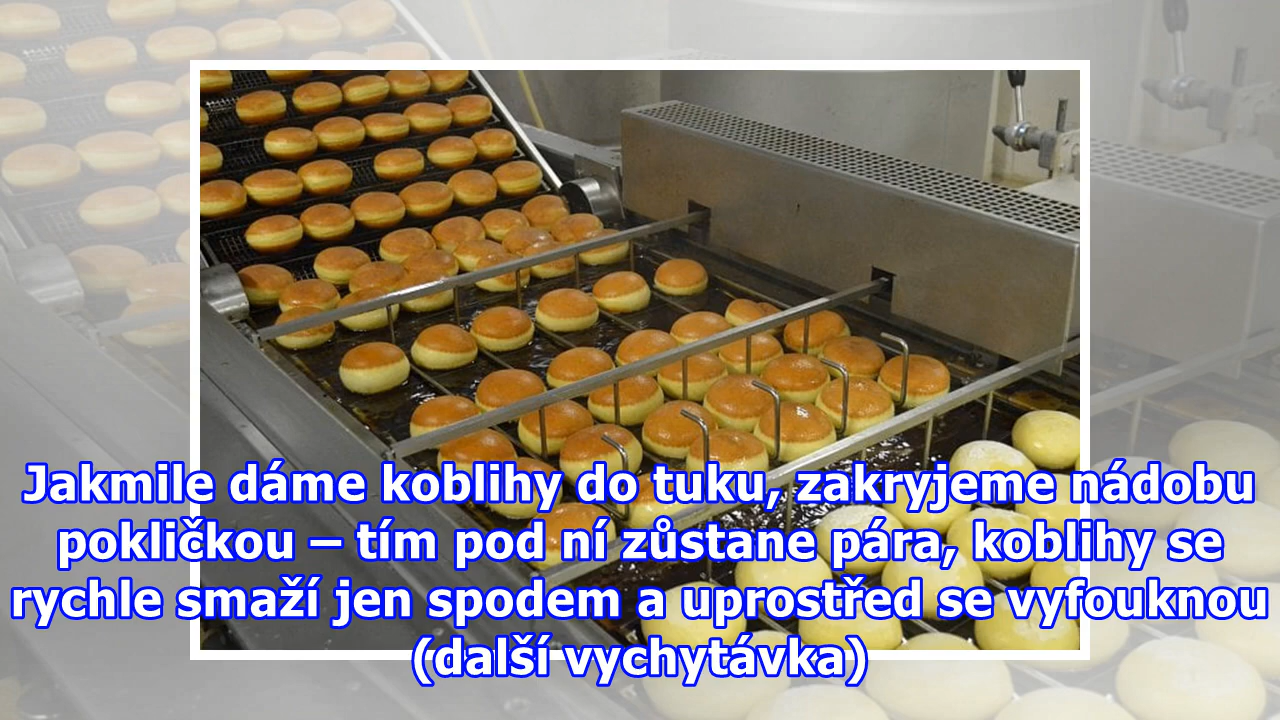 Jakmile dáme koblihy do tuku, zakryjeme nádobu
pokličkou – tím pod ní zůstane pára, koblihy se
rychle smaží jen spodem a uprostřed se vyfouknou
(další vychytávka)